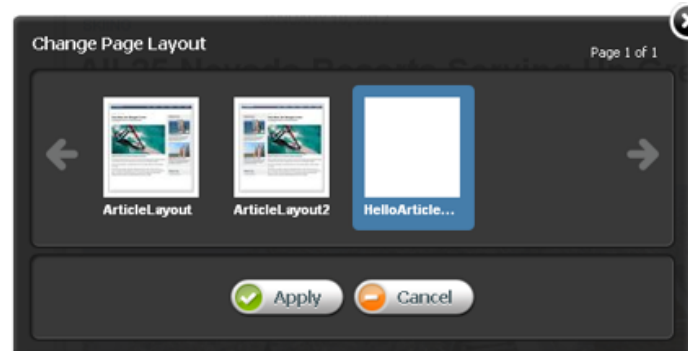 Change Page Layout
Page 1 of 1
ArticleLayout
ArticleLayout2
HelloArticle...
Apply
Cancel